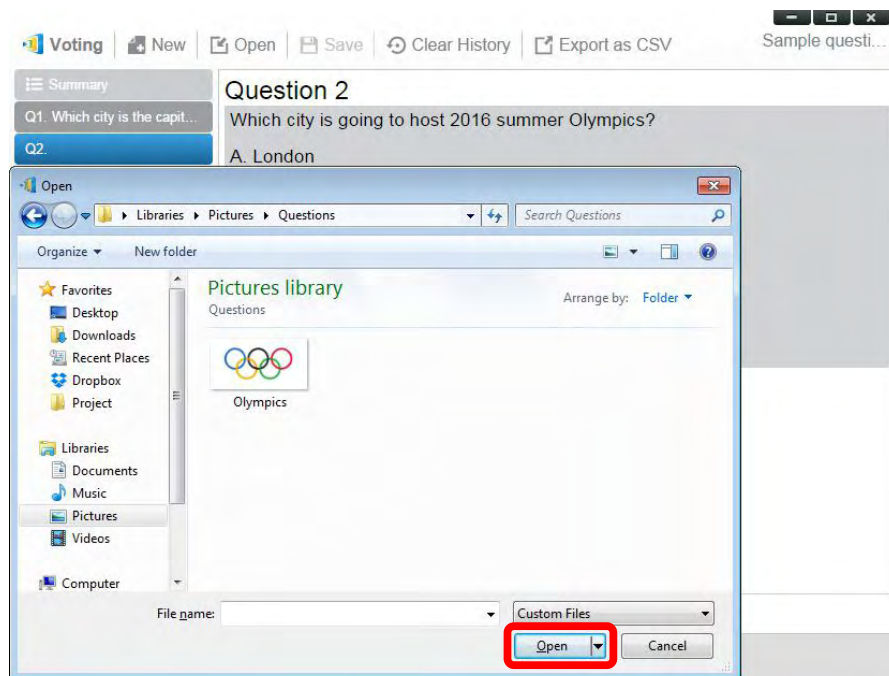 Voting New Open Save Clear History Export as CSV Sample questi...
Summary
Question 2
Q1. Which city is the capit...
Which city is going to host 2016 summer Olympics?
Q2.
A. London
Open
Libraries Pictures Questions Search Questions
Organize New folder
Favorites
Desktop
Downloads
Recent Places
Dropbox
Project
Libraries
Documents
Music
Pictures
Videos
Computer
Pictures library
Questions
Arrange by: Folder
Olympics
File name: Custom Files
Open Cancel